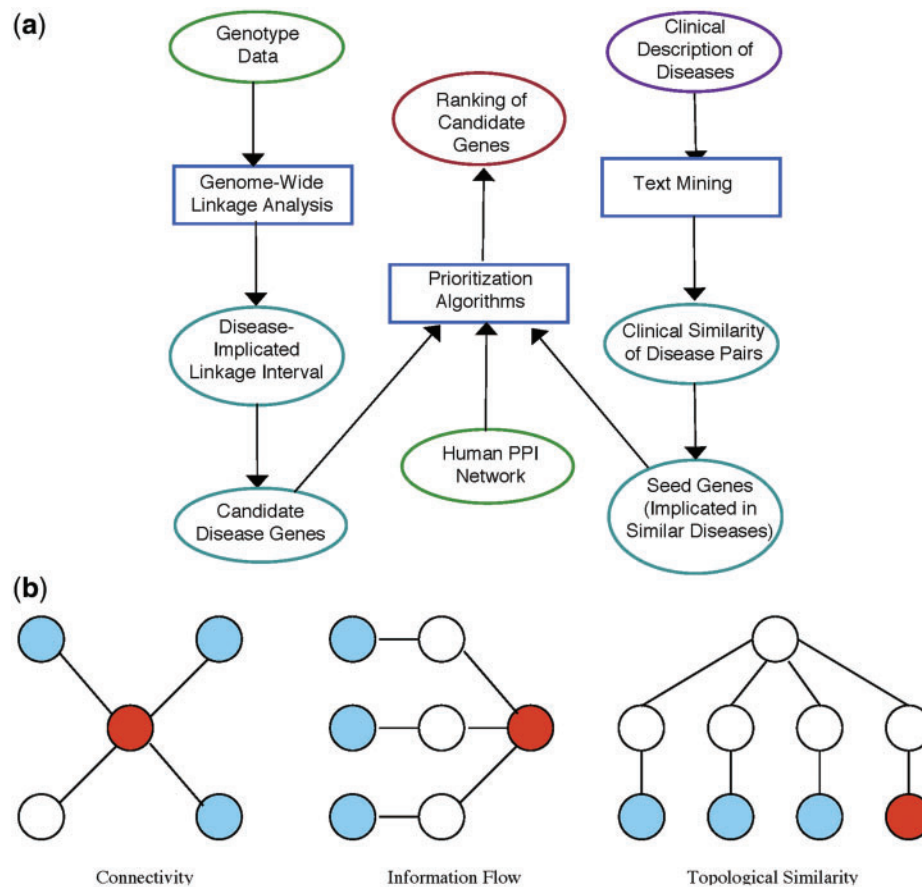 (a)
Genotype
Data
Clinical
Description of
Diseases
Ranking of
Candidate
Genes
Genome-Wide
Linkage Analysis
Text Mining
Prioritization
Algorithms
Disease-
Implicated
Linkage Interval
Clinical Similarity
of Disease Pairs
Human PPI
Network
Candidate
Disease Genes
Seed Genes
(Implicated in
Similar Diseases)
(b)
Connectivity
Information Flow
Topological Similarity